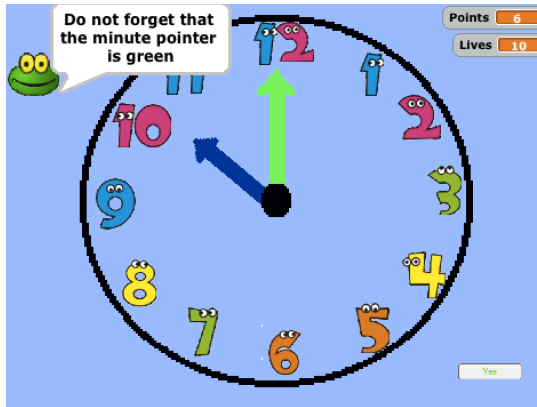 Do not forget that
the minute pointer
is green
Points 6
Lives 10
12
11
1
10
2
9
3
8
4
7
5
6
Yes